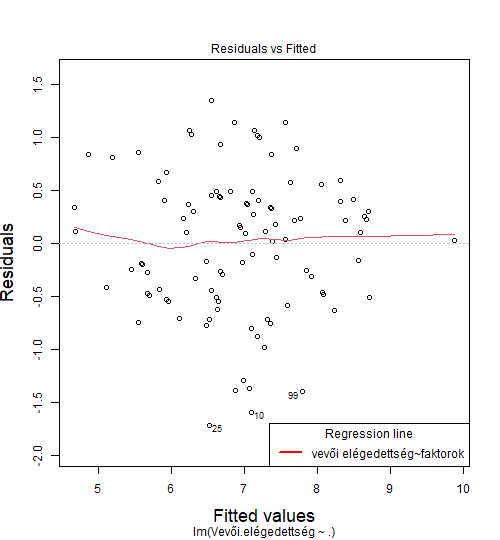 Residuals vs Fitted
1.5
1.0
0.5
0.0
-0.5
-1.0
-1.5
-2.0
Residuals
99
10
25
Regression line
vevői elégedettség~faktorok
5 6 7 8 9 10
Fitted values
lm(Vevői.elégedettség ~ .)